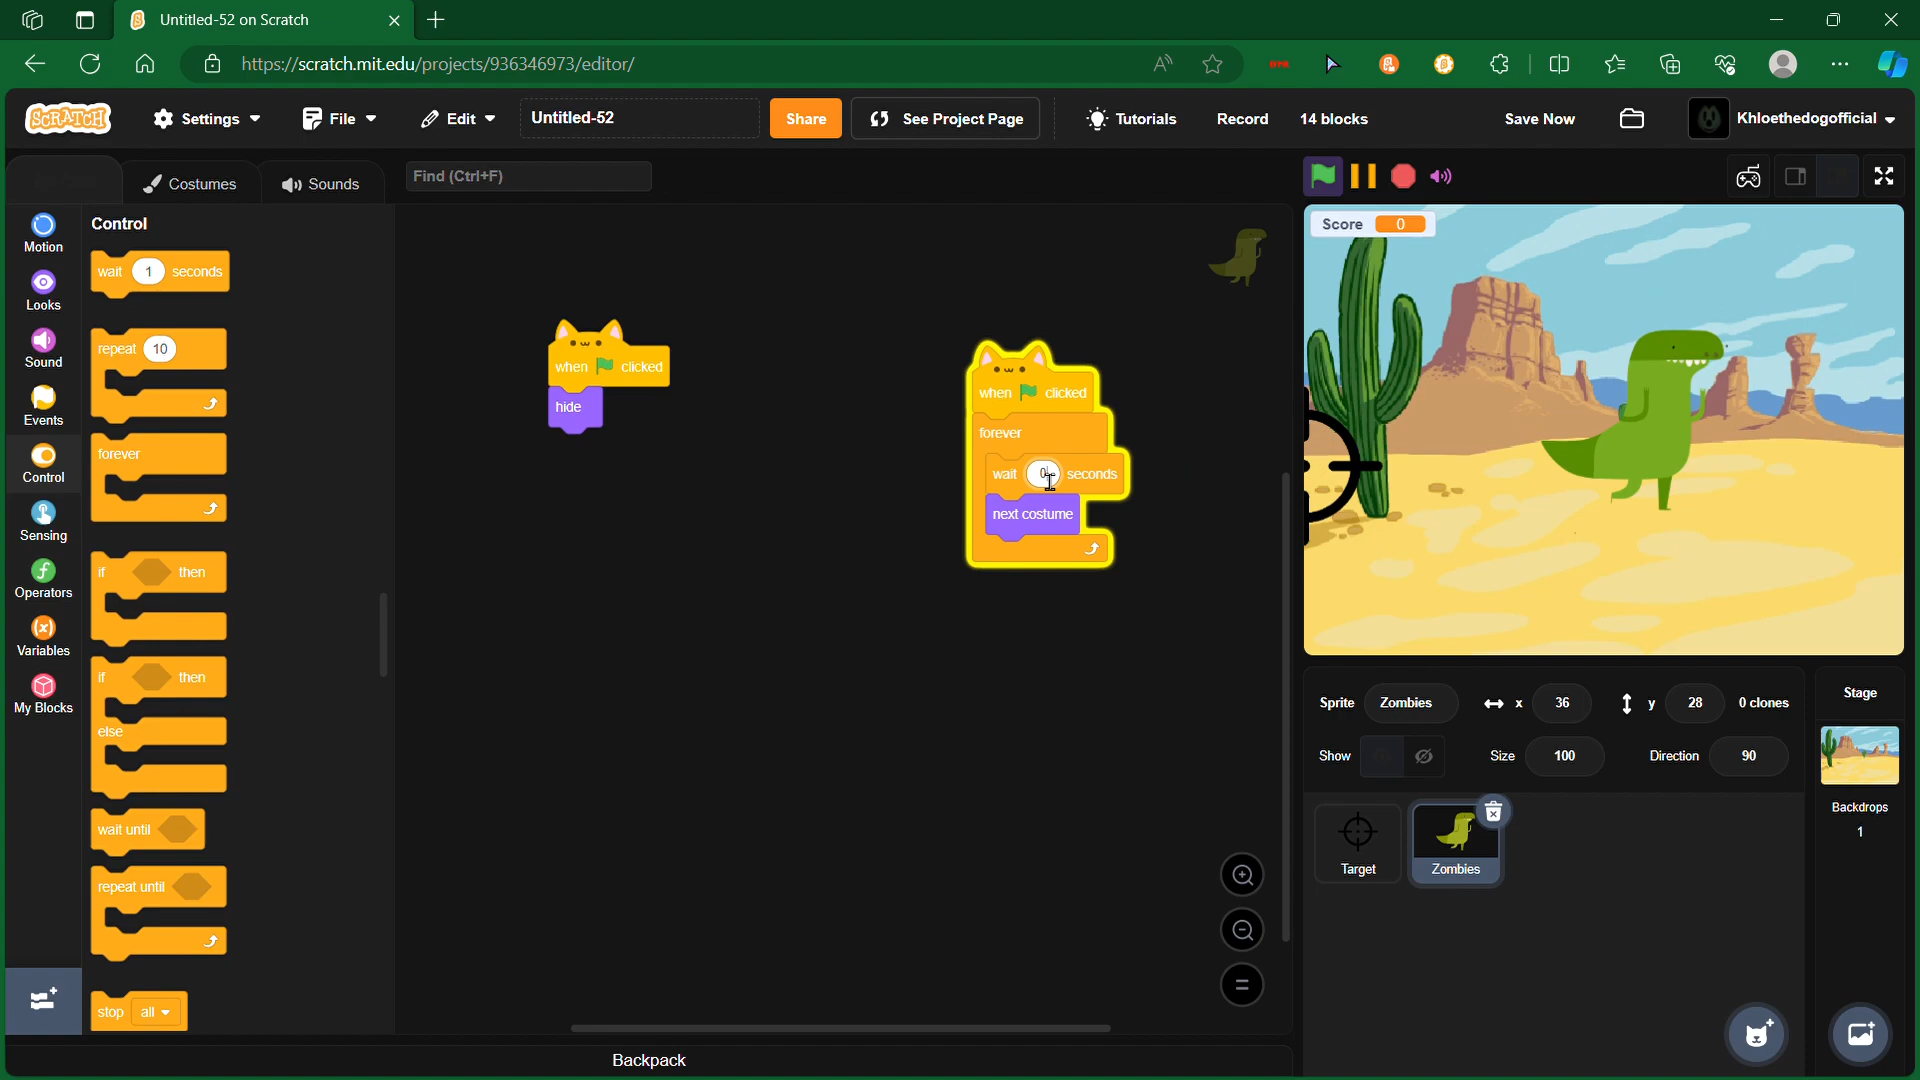 Untitled-52 on Scratch
https://scratch.mit.edu/projects/936346973/editor/
SCRATCH
Settings
File
Edit
Untitled-52
Share
See Project Page
Tutorials
Record
14 blocks
Save Now
Khloethedogofficial
Costumes
Sounds
Find (Ctrl+F)
Motion
Looks
Sound
Events
Control
Sensing
Operators
Variables
My Blocks
Control
wait 1 seconds
repeat 10
forever
if then
if then
else
wait until
repeat until
stop all
when clicked
hide
when clicked
forever
wait 0 seconds
next costume
Score 0
Sprite Zombies x 36 y 28 0 clones
Show Size 100 Direction 90
Target
Zombies
Stage
Backdrops
1
Backpack